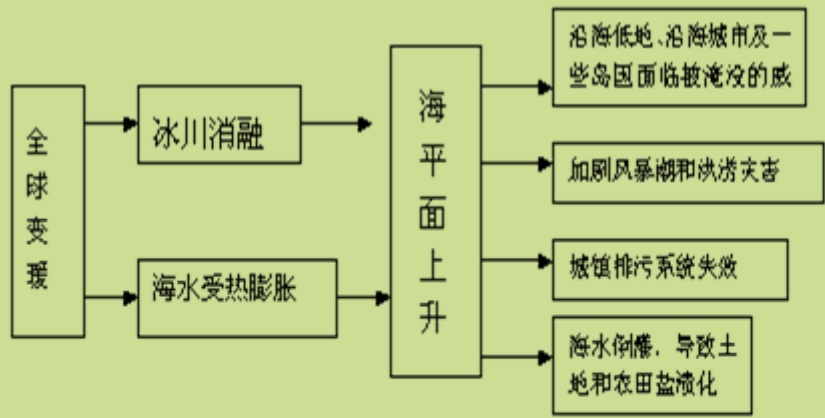 全球变暖
冰川消融
海水受热膨胀
海平面上升
沿海低地、沿海城市及一
些岛国面临被淹没的威
加剧风暴潮和洪涝灾害
城镇排污系统失效
海水倒灌，导致土
地和农田盐渍化